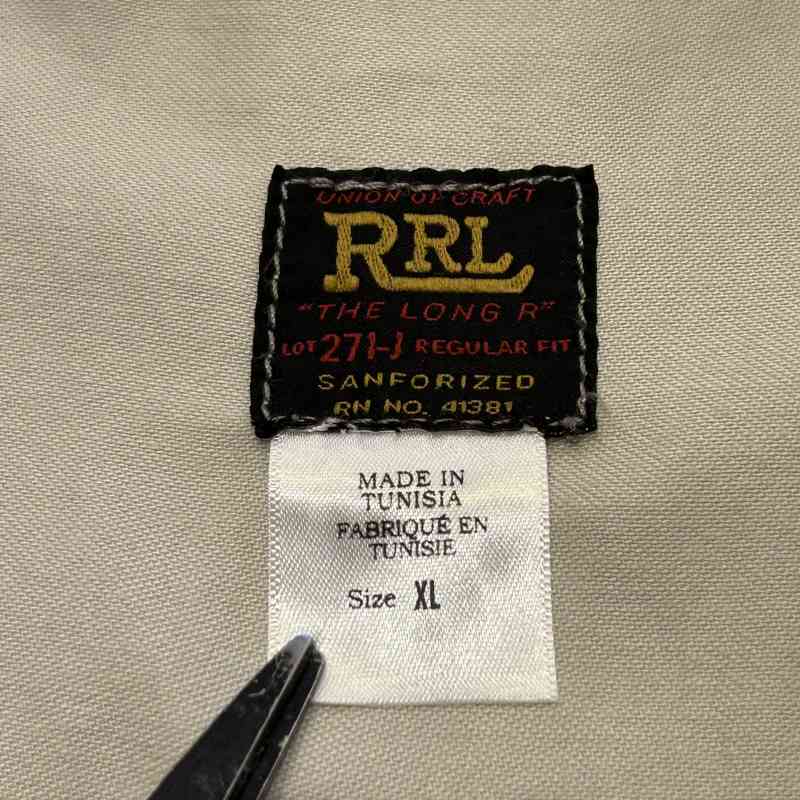 UNION OF CRAFT
RRL
"THE LONG R"
LOT 271-J REGULAR FIT
SANFORIZED
RN NO. 41381
MADE IN
TUNISIA
FABRIQUÉ EN
TUNISIE
Size XL